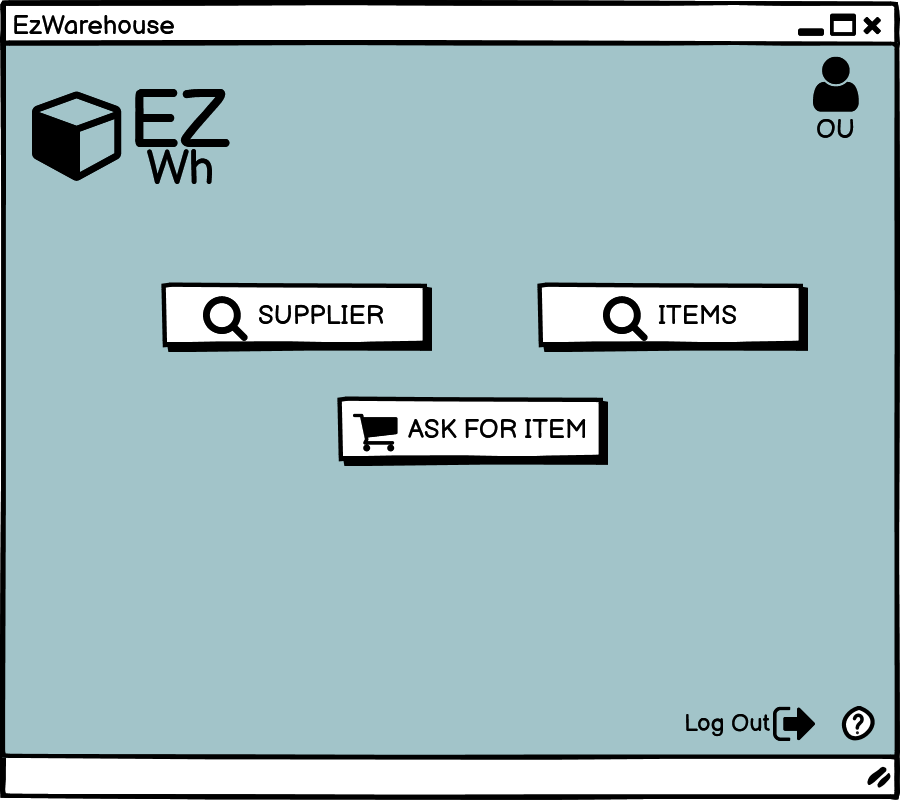 EzWarehouse
OU
EZ
Wh
SUPPLIER
ITEMS
ASK FOR ITEM
Log Out
?